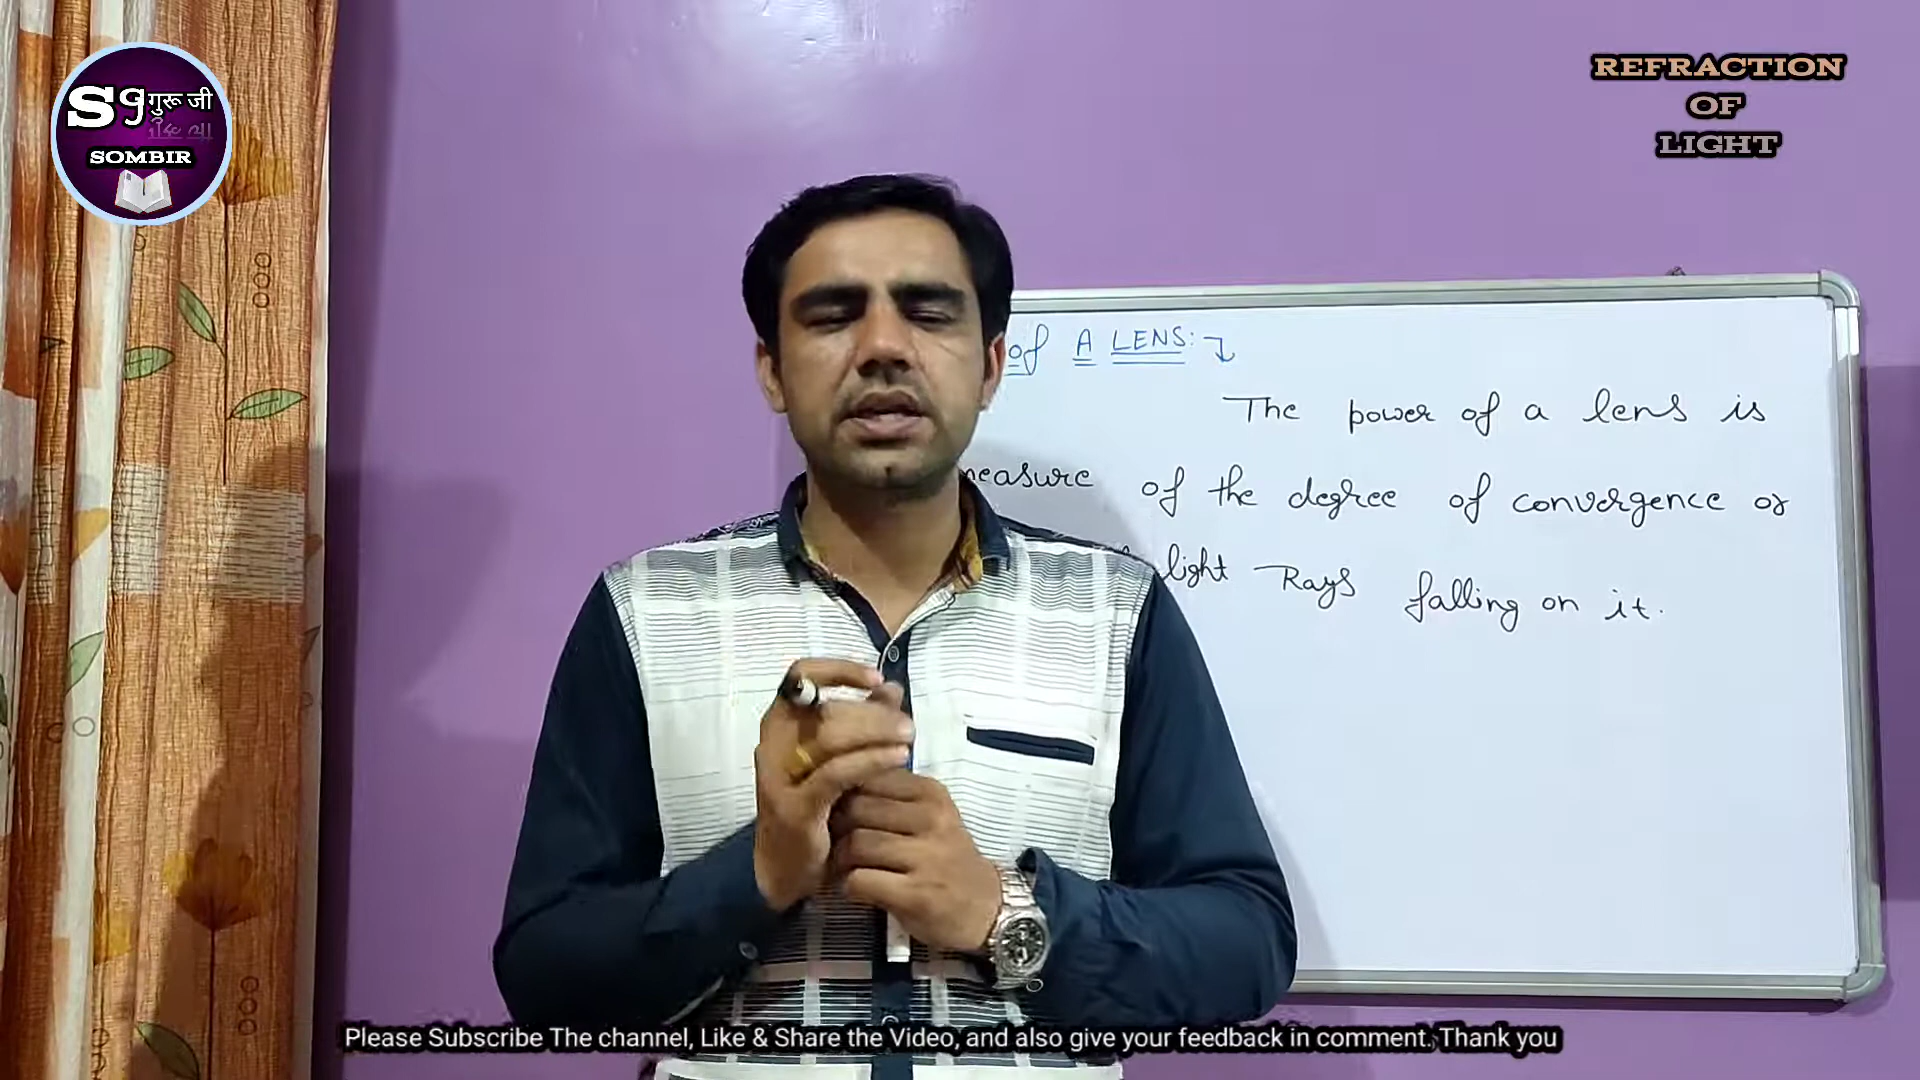 Sg गुरू जी
SOMBIR
REFRACTION
OF
LIGHT
of A LENS:
The power of a lens is
measure of the degree of convergence or
light Rays falling on it.
Please Subscribe The channel, Like & Share the Video, and also give your feedback in comment. Thank you